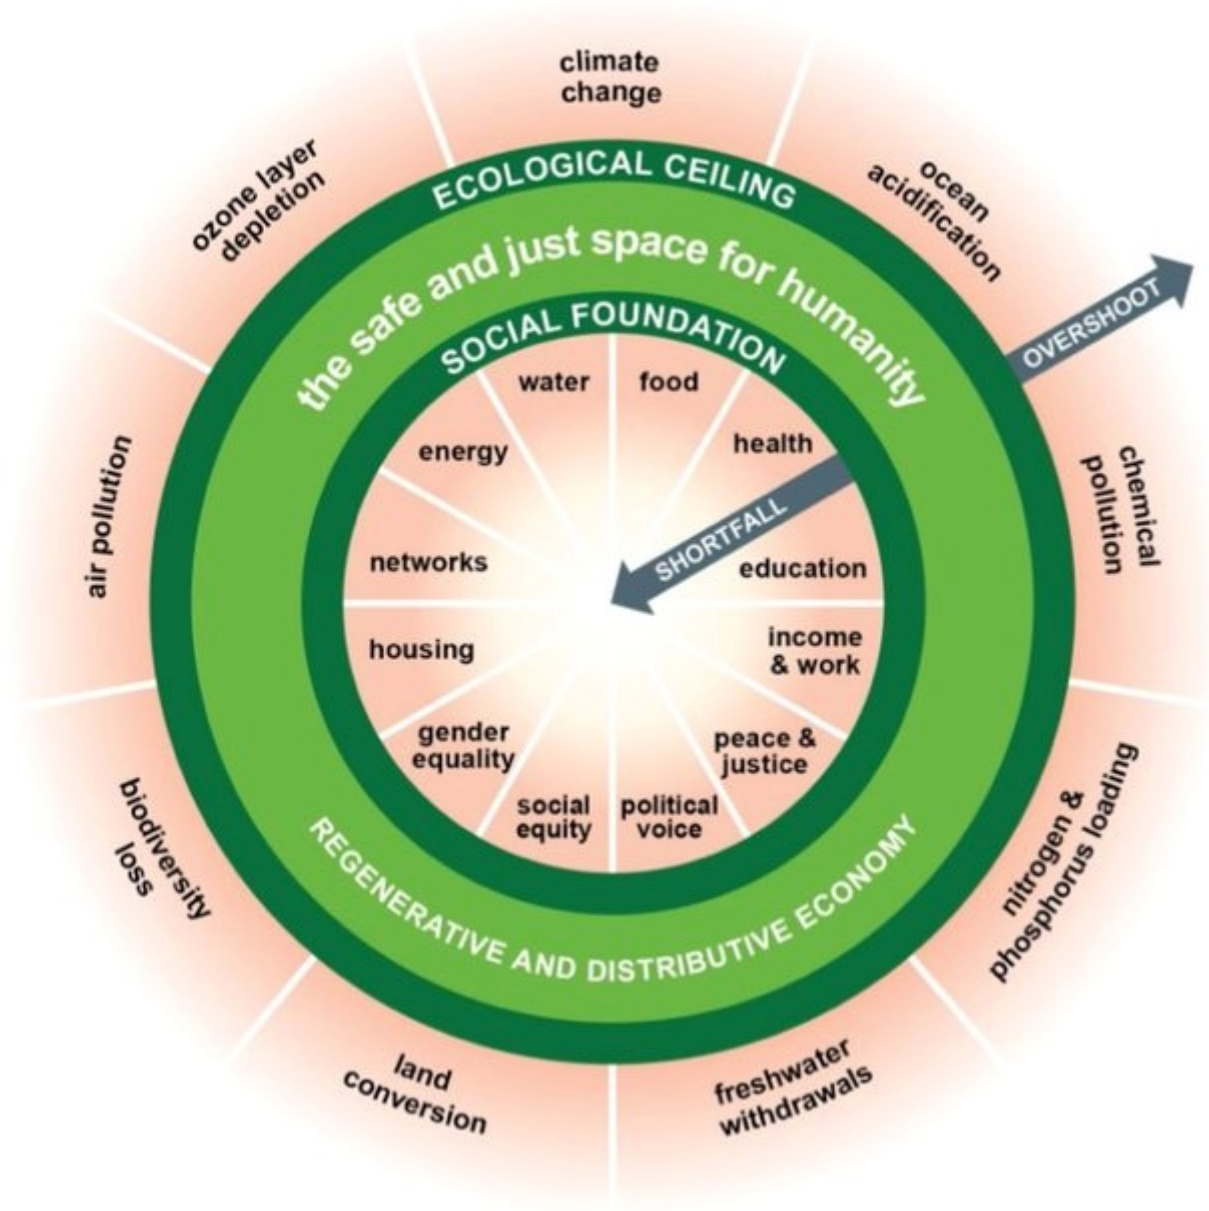 climate
change
ocean
acidification
OVERSHOOT
chemical
pollution
nitrogen &
phosphorus loading
freshwater
withdrawals
land
conversion
biodiversity
loss
air pollution
ozone layer
depletion
ECOLOGICAL CEILING
the safe and just space for humanity
SOCIAL FOUNDATION
water
food
health
SHORTFALL
education
income
& work
peace &
justice
political
voice
social
equity
gender
equality
housing
networks
energy
REGENERATIVE AND DISTRIBUTIVE ECONOMY